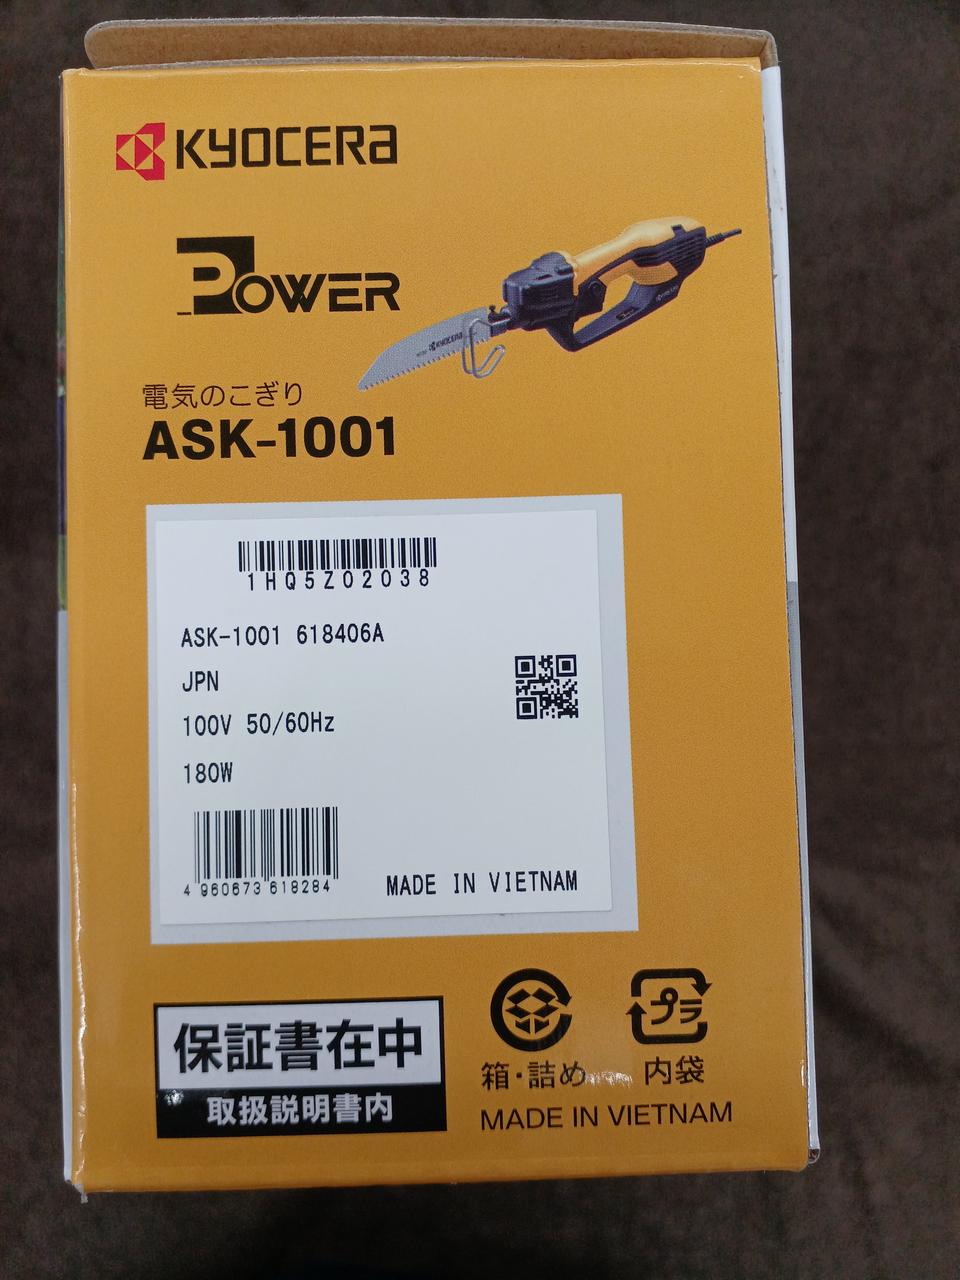 KYOCERA
POWER
KYOCERA
KYOCERA
電気のこぎり
ASK-1001
1HQ5Z02038
ASK-1001 618406A
JPN
100V 50/60Hz
180W
4 960673 618284
MADE IN VIETNAM
保証書在中
取扱説明書内
プラ
箱・詰め
内袋
MADE IN VIETNAM